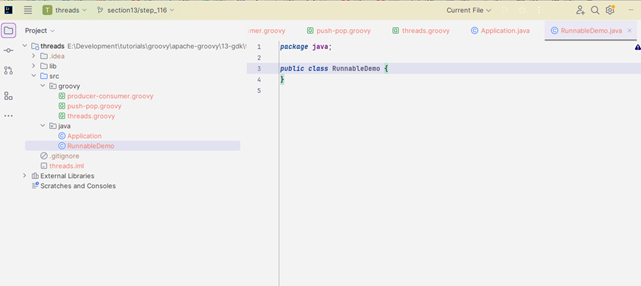 threads
section13/step_116
Current File
Project
mer.groovy
push-pop.groovy
threads.groovy
Application.java
RunnableDemo.java
threads E:\Development\tutorials\groovy\apache-groovy\13-gdk\
.idea
lib
src
groovy
producer-consumer.groovy
push-pop.groovy
threads.groovy
java
Application
RunnableDemo
.gitignore
threads.iml
External Libraries
Scratches and Consoles
1 package java;
2
3 public class RunnableDemo {
4 }
5